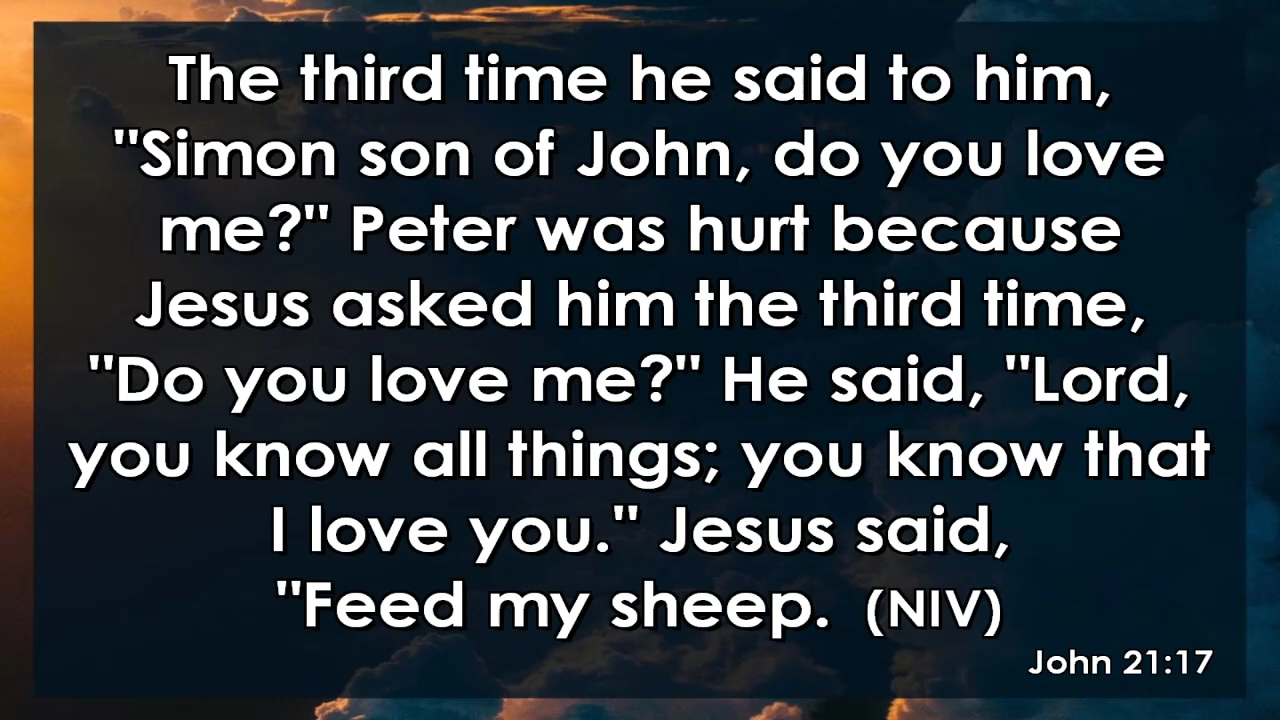 The third time he said to him,
"Simon son of John, do you love
me?" Peter was hurt because
Jesus asked him the third time,
"Do you love me?" He said, "Lord,
you know all things; you know that
I love you." Jesus said,
"Feed my sheep. (NIV)
John 21:17